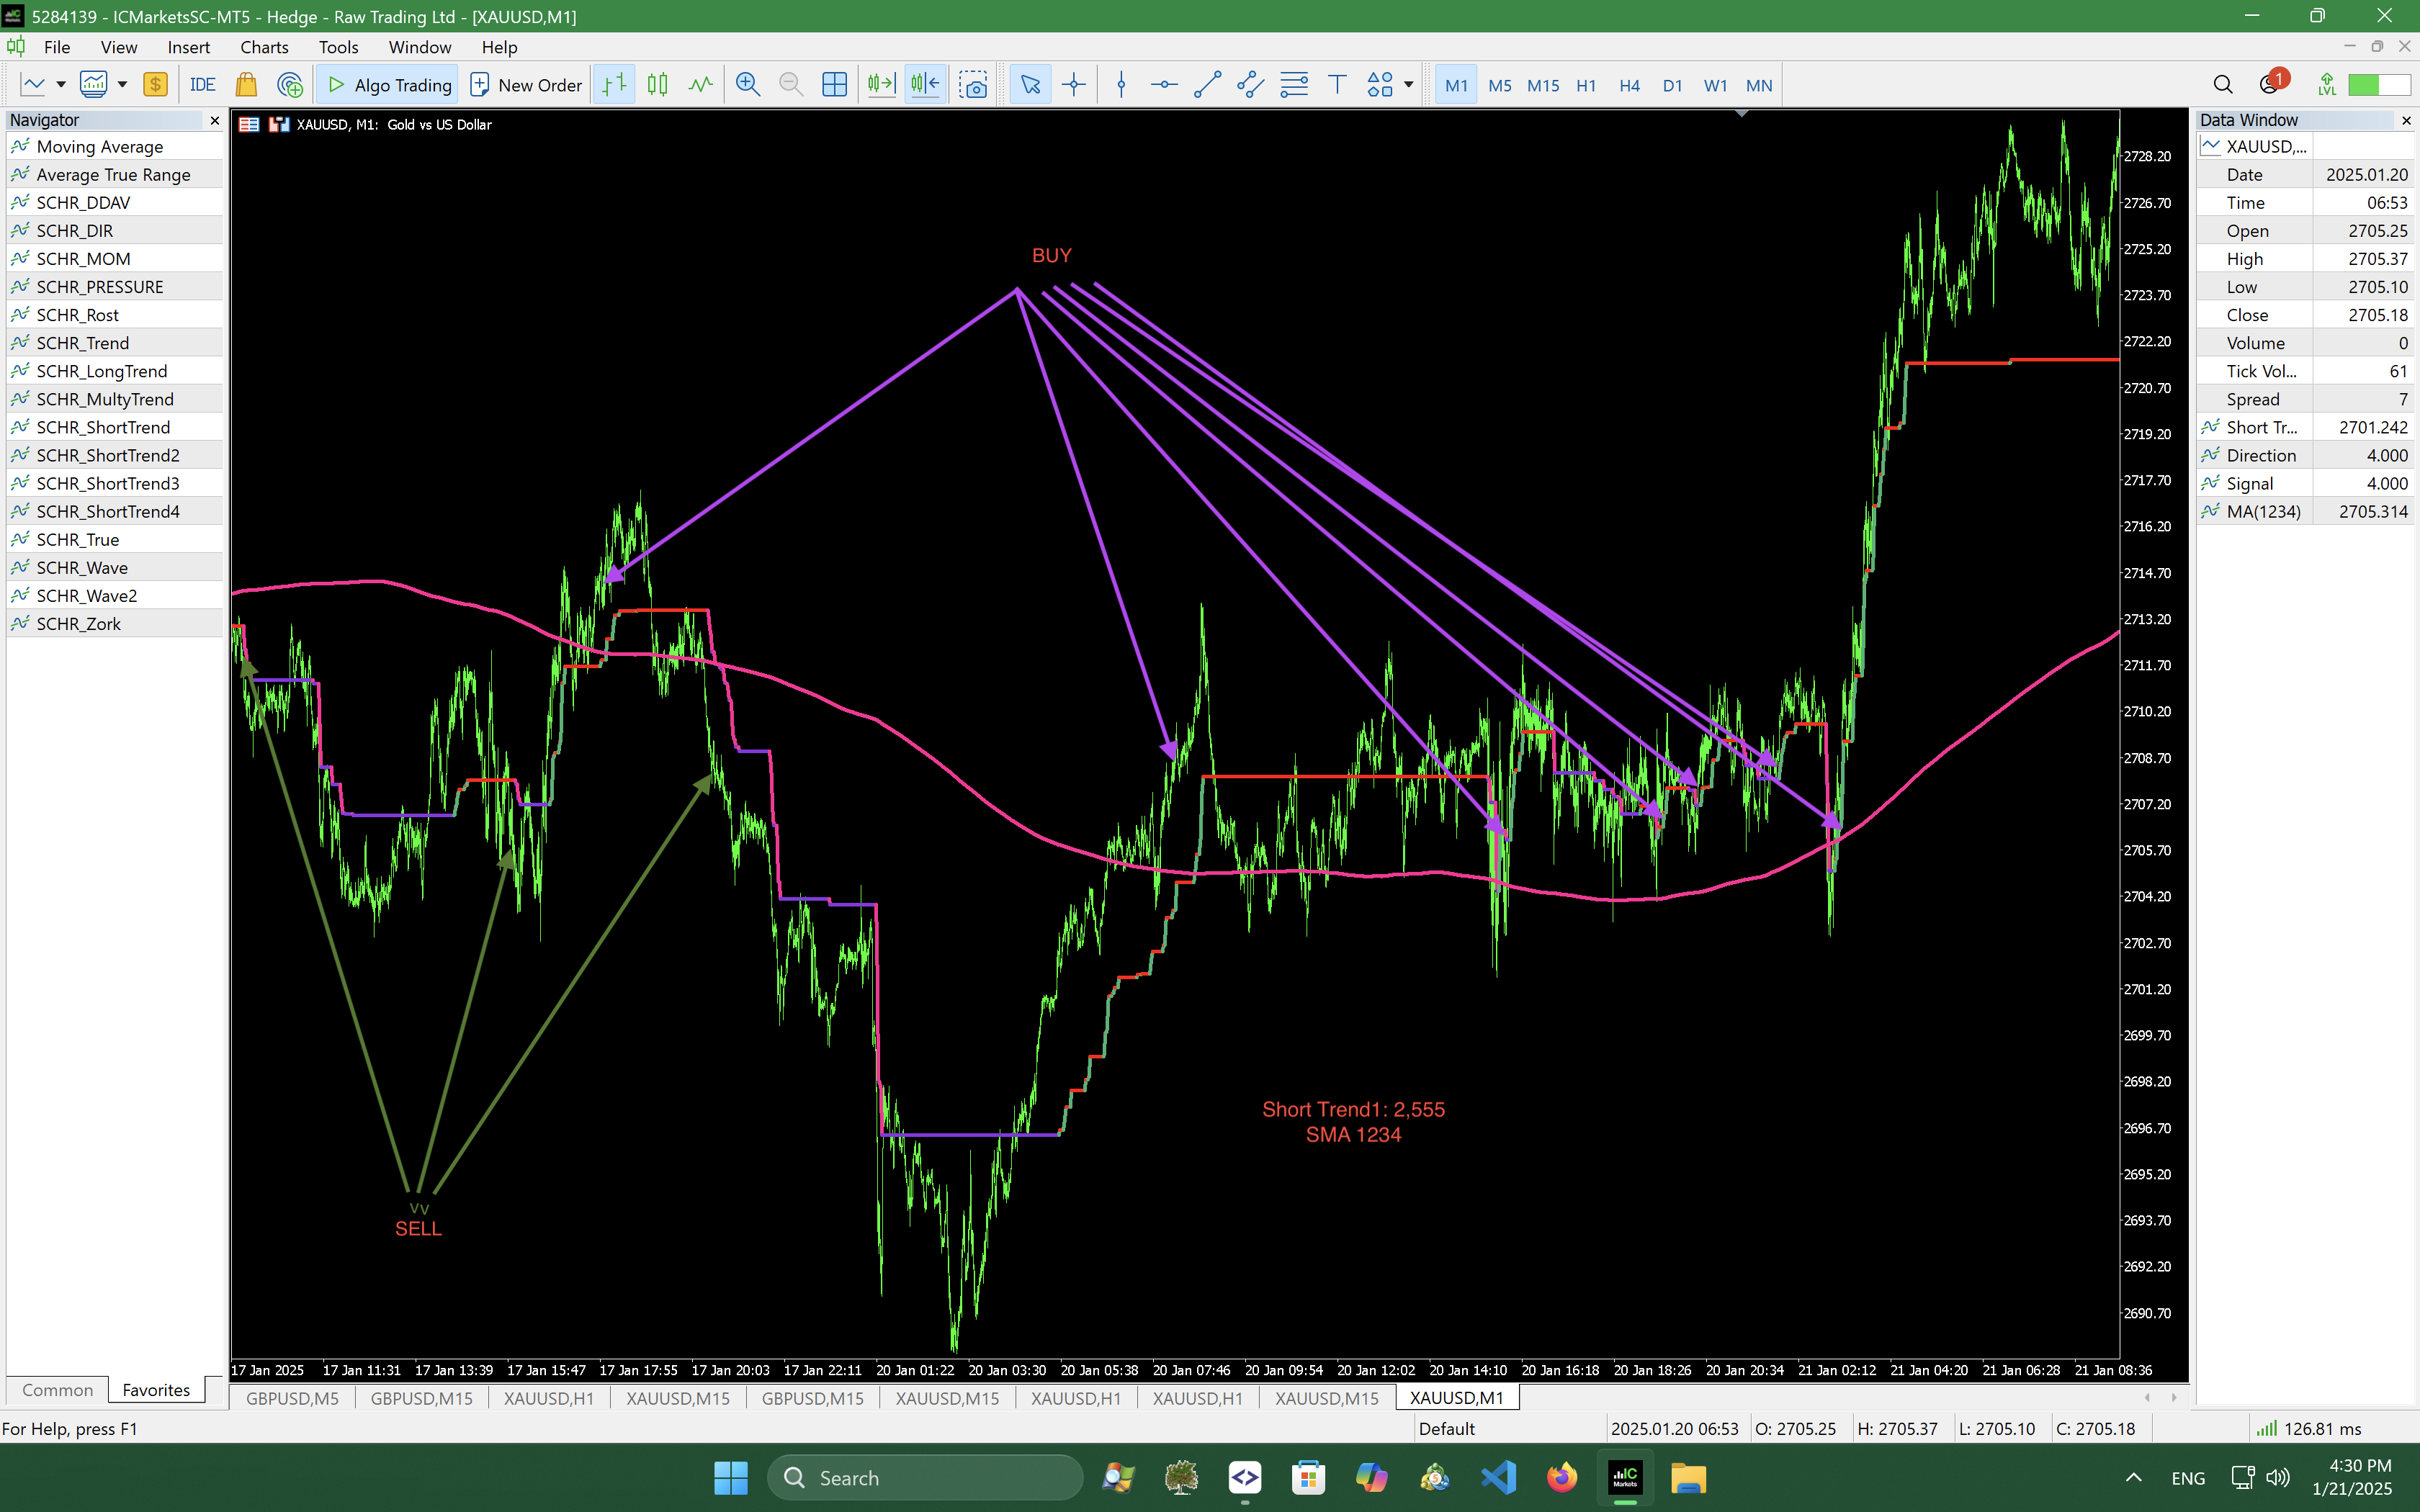 5284139 - ICMarketsSC-MT5 - Hedge - Raw Trading Ltd - [XAUUSD,M1]
File View Insert Charts Tools Window Help
IDE Algo Trading New Order M1 M5 M15 H1 H4 D1 W1 MN 1 LVL
Navigator
Moving Average
Average True Range
SCHR_DDAV
SCHR_DIR
SCHR_MOM
SCHR_PRESSURE
SCHR_Rost
SCHR_Trend
SCHR_LongTrend
SCHR_MultyTrend
SCHR_ShortTrend
SCHR_ShortTrend2
SCHR_ShortTrend3
SCHR_ShortTrend4
SCHR_True
SCHR_Wave
SCHR_Wave2
SCHR_Zork
Common Favorites
XAUUSD, M1: Gold vs US Dollar
BUY
Short Trend1: 2,555
SMA 1234
vv
SELL
2728.20
2726.70
2725.20
2723.70
2722.20
2720.70
2719.20
2717.70
2716.20
2714.70
2713.20
2711.70
2710.20
2708.70
2707.20
2705.70
2704.20
2702.70
2701.20
2699.70
2698.20
2696.70
2695.20
2693.70
2692.20
2690.70
17 Jan 2025 17 Jan 11:31 17 Jan 13:39 17 Jan 15:47 17 Jan 17:55 17 Jan 20:03 17 Jan 22:11 20 Jan 01:22 20 Jan 03:30 20 Jan 05:38 20 Jan 07:46 20 Jan 09:54 20 Jan 12:02 20 Jan 14:10 20 Jan 16:18 20 Jan 18:26 20 Jan 20:34 21 Jan 02:12 21 Jan 04:20 21 Jan 06:28 21 Jan 08:36
GBPUSD,M5 GBPUSD,M15 XAUUSD,H1 XAUUSD,M15 GBPUSD,M15 XAUUSD,M15 XAUUSD,H1 XAUUSD,H1 XAUUSD,M15 XAUUSD,M1
Data Window
XAUUSD,...
Date 2025.01.20
Time 06:53
Open 2705.25
High 2705.37
Low 2705.10
Close 2705.18
Volume 0
Tick Vol... 61
Spread 7
Short Tr... 2701.242
Direction 4.000
Signal 4.000
MA(1234) 2705.314
For Help, press F1 Default 2025.01.20 06:53 O: 2705.25 H: 2705.37 L: 2705.10 C: 2705.18 126.81 ms
Search IC Markets ENG 4:30 PM
1/21/2025